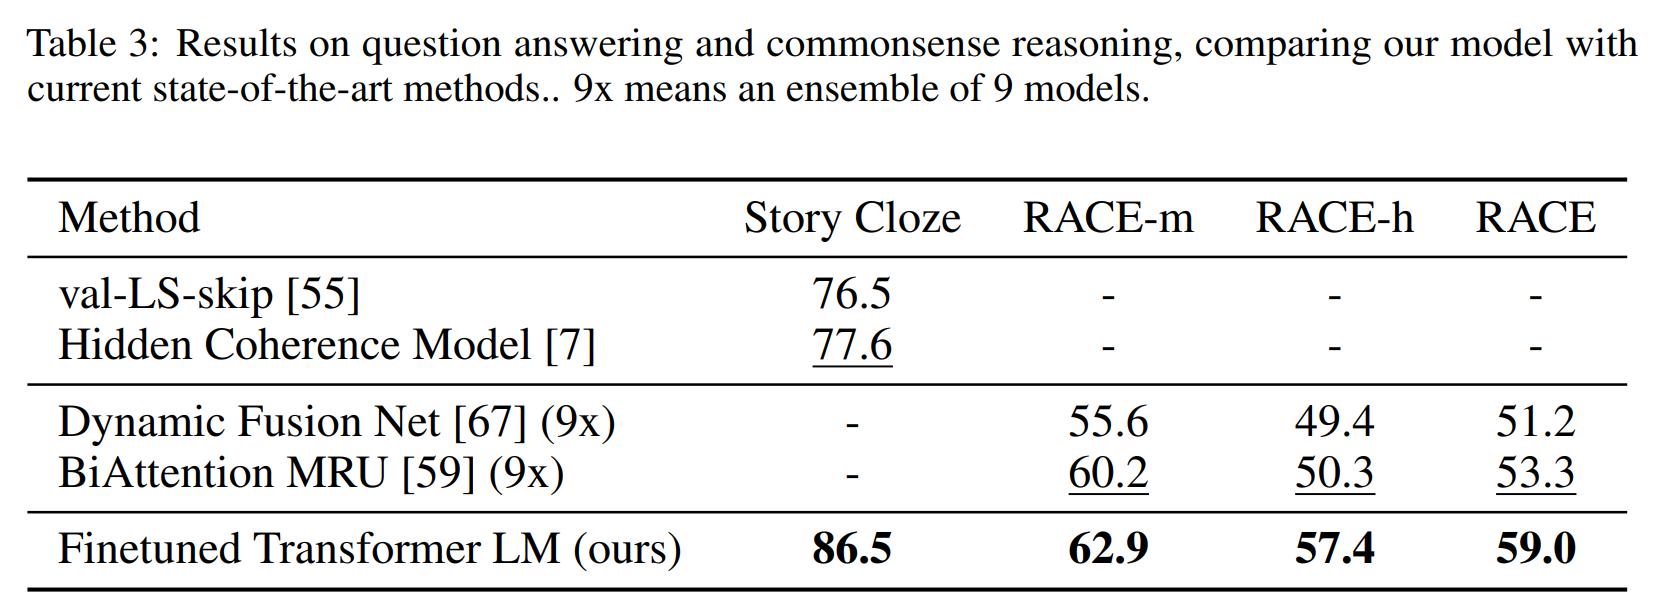 Table 3: Results on question answering and commonsense reasoning, comparing our model with
current state-of-the-art methods.. 9x means an ensemble of 9 models.
Method Story Cloze RACE-m RACE-h RACE
val-LS-skip [55] 76.5 - - -
Hidden Coherence Model [7] 77.6 - - -
Dynamic Fusion Net [67] (9x) - 55.6 49.4 51.2
BiAttention MRU [59] (9x) - 60.2 50.3 53.3
Finetuned Transformer LM (ours) 86.5 62.9 57.4 59.0